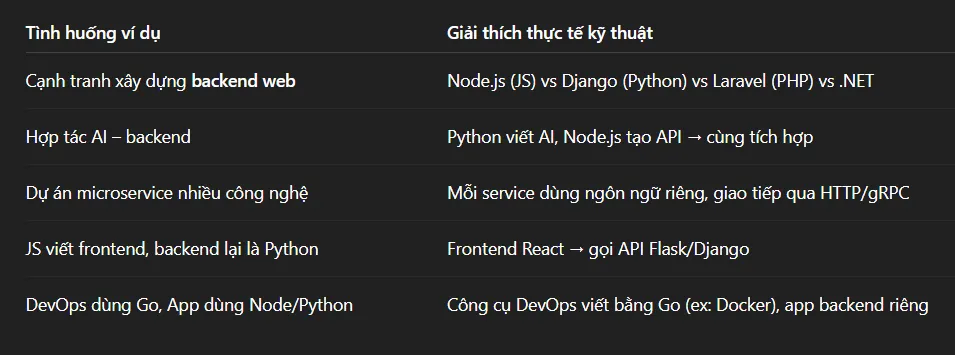 Tình huống ví dụ Giải thích thực tế kỹ thuật
Cạnh tranh xây dựng backend web Node.js (JS) vs Django (Python) vs Laravel (PHP) vs .NET
Hợp tác AI – backend Python viết AI, Node.js tạo API → cùng tích hợp
Dự án microservice nhiều công nghệ Mỗi service dùng ngôn ngữ riêng, giao tiếp qua HTTP/gRPC
JS viết frontend, backend lại là Python Frontend React → gọi API Flask/Django
DevOps dùng Go, App dùng Node/Python Công cụ DevOps viết bằng Go (ex: Docker), app backend riêng